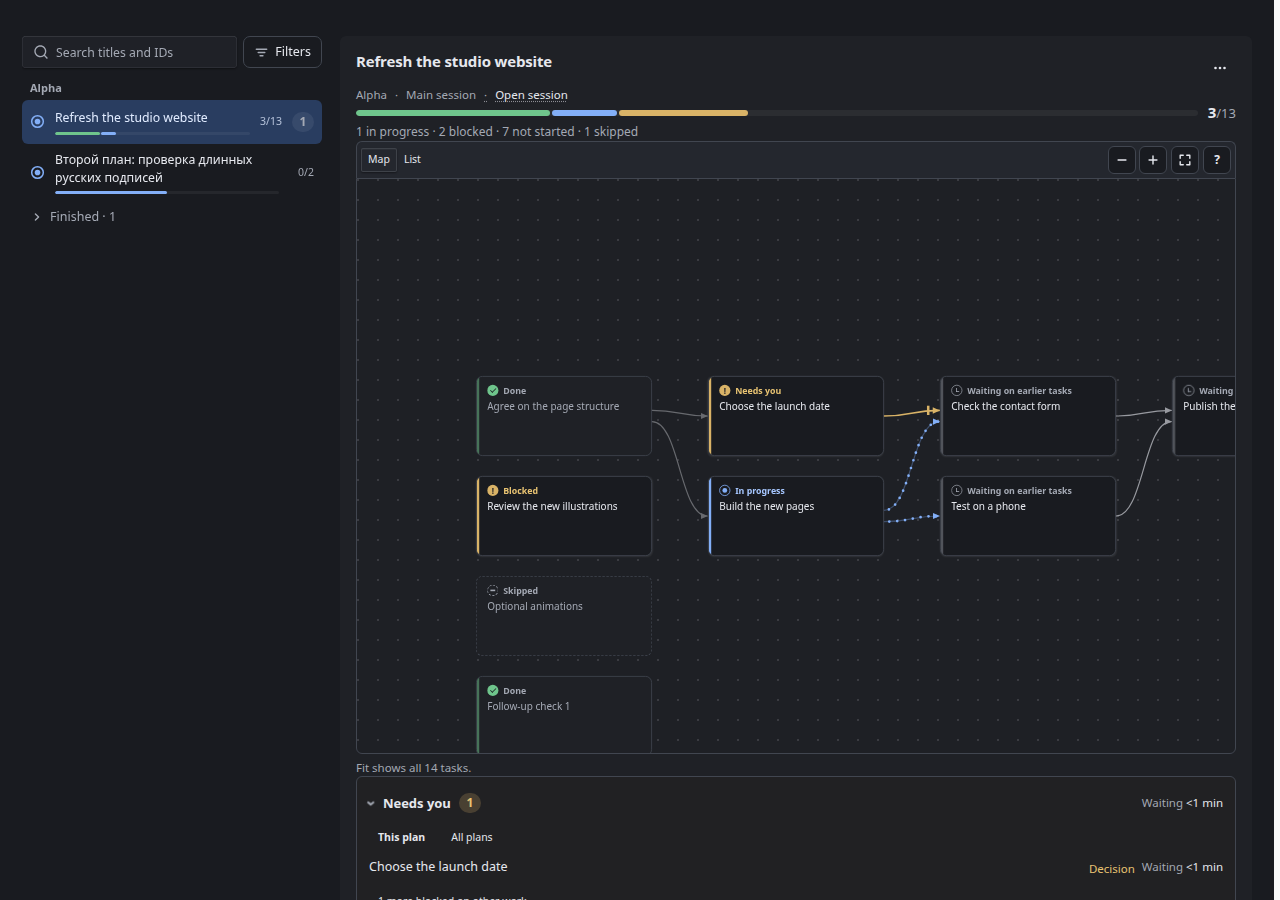 Search titles and IDs
Filters
Alpha
Refresh the studio website
3/13
1
Второй план: проверка длинных
русских подписей
0/2
Finished · 1
Refresh the studio website
...
Alpha · Main session · Open session
3/13
1 in progress · 2 blocked · 7 not started · 1 skipped
Map
List
− + ?
Done
Agree on the page structure
Needs you
Choose the launch date
Waiting on earlier tasks
Check the contact form
Waiting
Publish the
Blocked
Review the new illustrations
In progress
Build the new pages
Waiting on earlier tasks
Test on a phone
Skipped
Optional animations
Done
Follow-up check 1
Fit shows all 14 tasks.
Needs you 1
Waiting <1 min
This plan
All plans
Choose the launch date
Decision Waiting <1 min
1 more blocked on other work